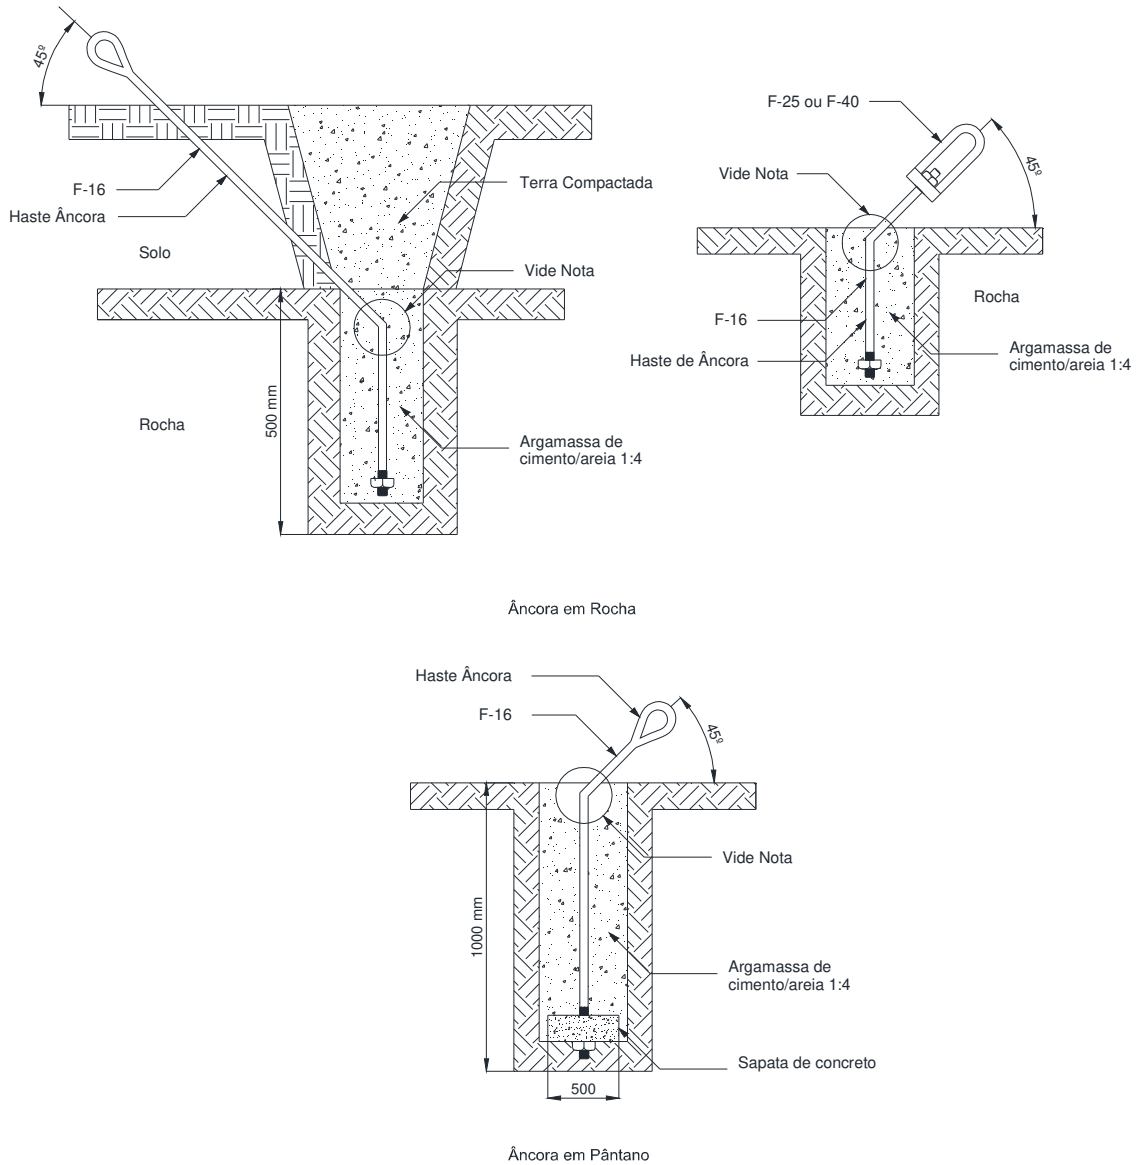 45º
F-16
Haste Âncora
Solo
Terra Compactada
Vide Nota
500 mm
Rocha
Argamassa de
cimento/areia 1:4
F-25 ou F-40
Vide Nota
45º
F-16
Rocha
Haste de Âncora
Argamassa de
cimento/areia 1:4
Âncora em Rocha
Haste Âncora
F-16
45º
Vide Nota
1000 mm
Argamassa de
cimento/areia 1:4
Sapata de concreto
500
Âncora em Pântano